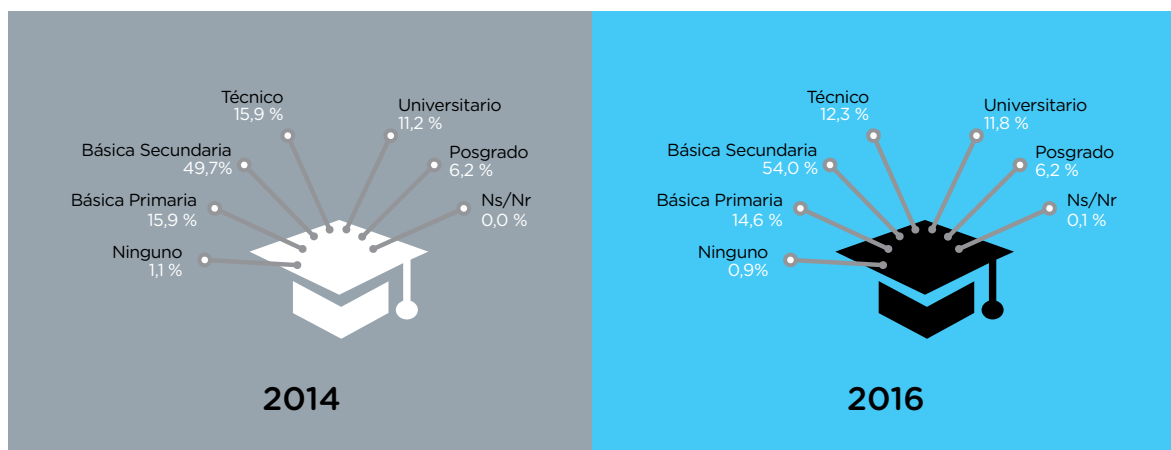 Técnico
15,9 %
Universitario
11,2 %
Básica Secundaria
49,7%
Posgrado
6,2 %
Básica Primaria
15,9 %
Ns/Nr
0,0 %
Ninguno
1,1 %
2014
Técnico
12,3 %
Universitario
11,8 %
Básica Secundaria
54,0 %
Posgrado
6,2 %
Básica Primaria
14,6 %
Ns/Nr
0,1 %
Ninguno
0,9%
2016